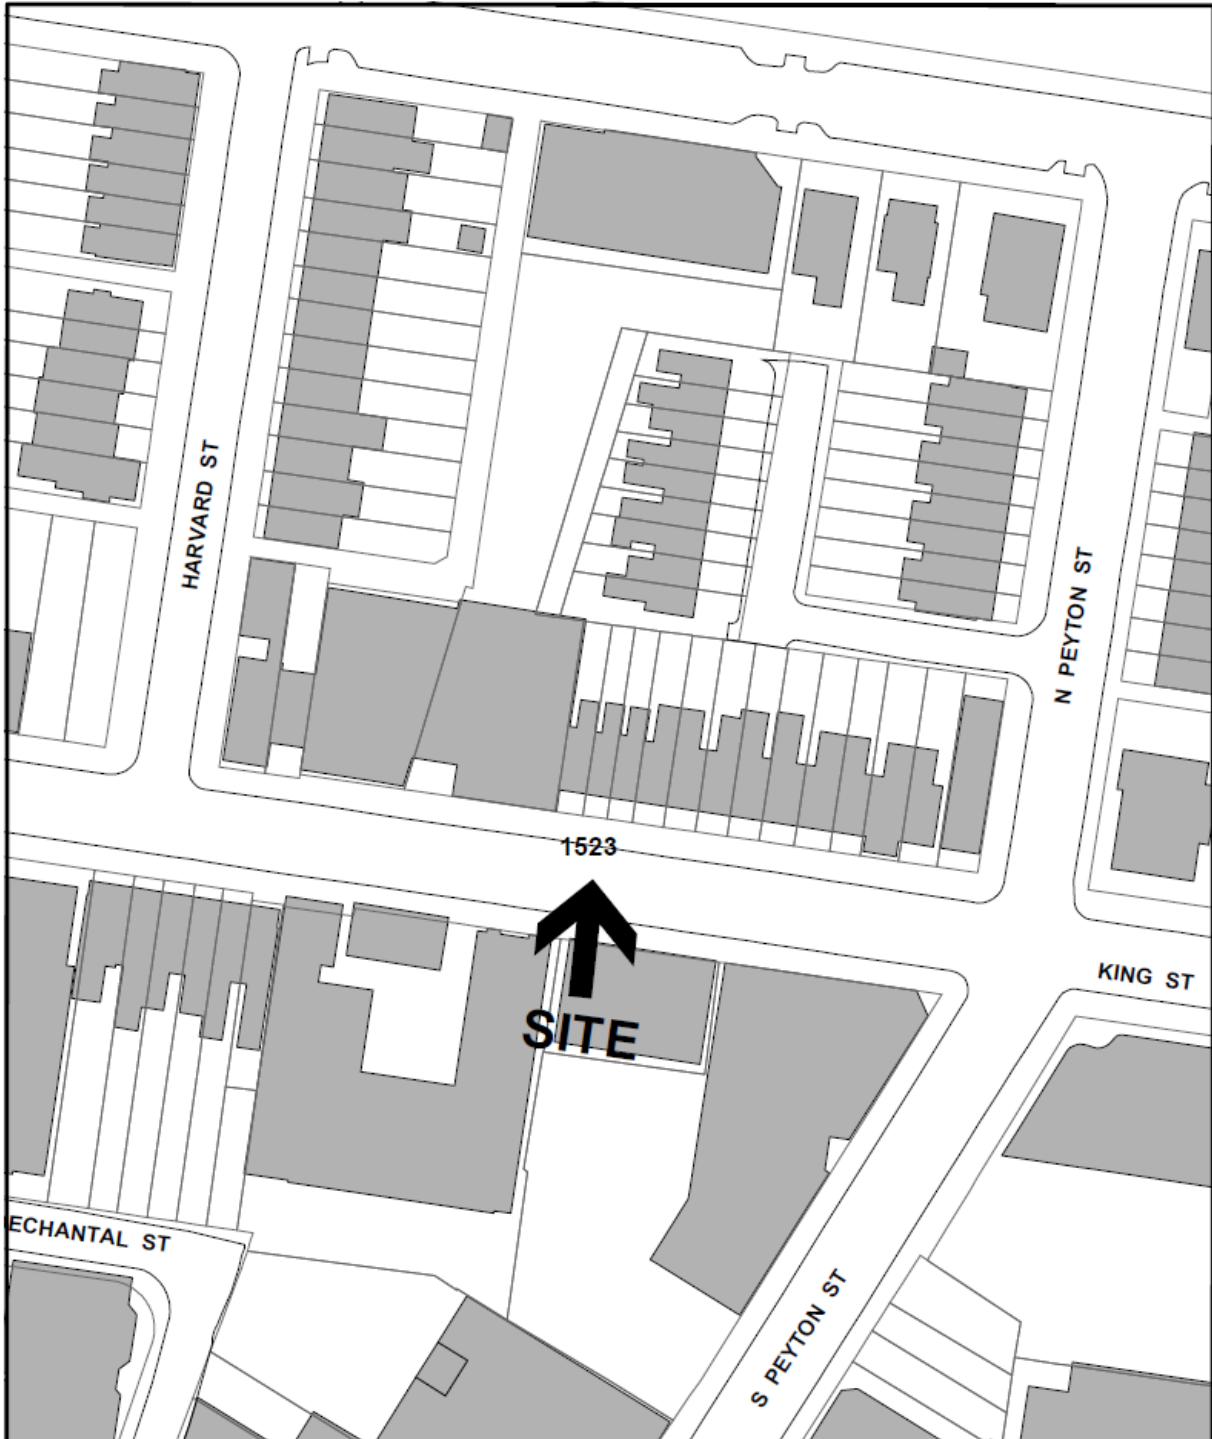 HARVARD ST
N PEYTON ST
1523
KING ST
SITE
ECHANTAL ST
S PEYTON ST